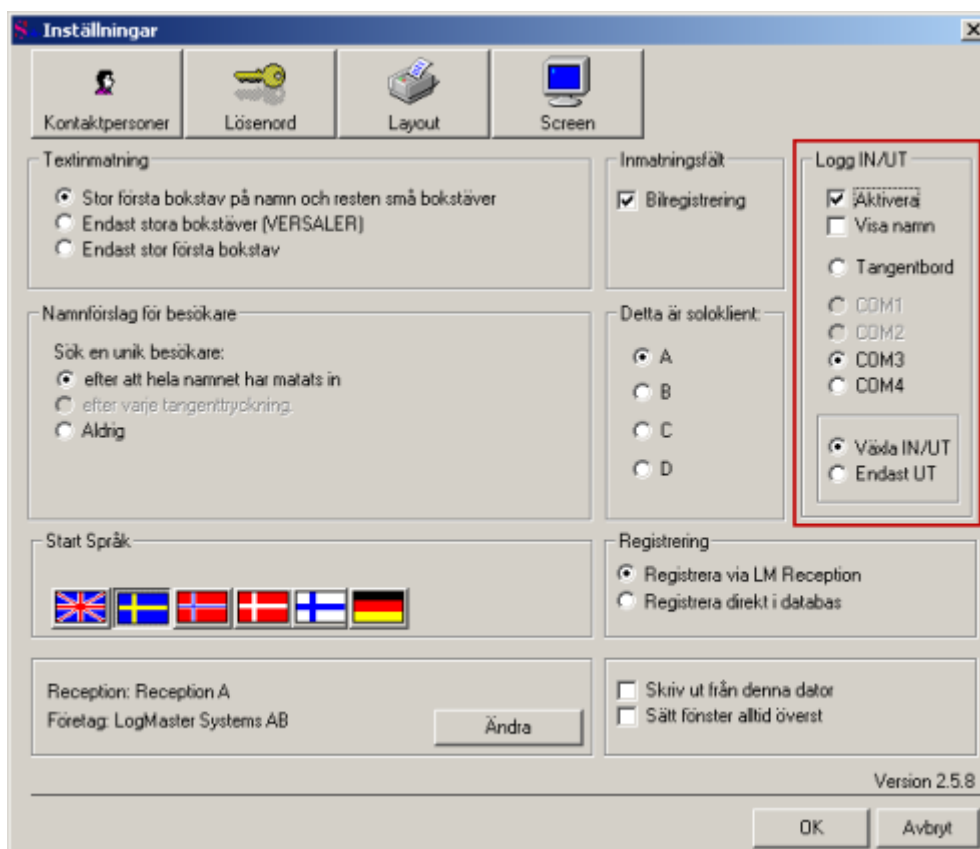 Inställningar
Kontaktpersoner
Lösenord
Layout
Screen
Textinmatning
Stor första bokstav på namn och resten små bokstäver
Endast stora bokstäver (VERSALER)
Endast stor första bokstav
Inmatningsfält
Bilregistrering
Logg IN/UT
Aktivera
Visa namn
Tangentbord
COM1
COM2
COM3
COM4
Växla IN/UT
Endast UT
Namnförslag för besökare
Sök en unik besökare:
efter att hela namnet har matats in
efter varje tangenttryckning.
Aldrig
Detta är soloklient:
A
B
C
D
Start Språk
Registrering
Registrera via LM Reception
Registrera direkt i databas
Reception: Reception A
Företag: LogMaster Systems AB
Ändra
Skriv ut från denna dator
Sätt fönster alltid överst
Version 2.5.8
OK
Avbryt